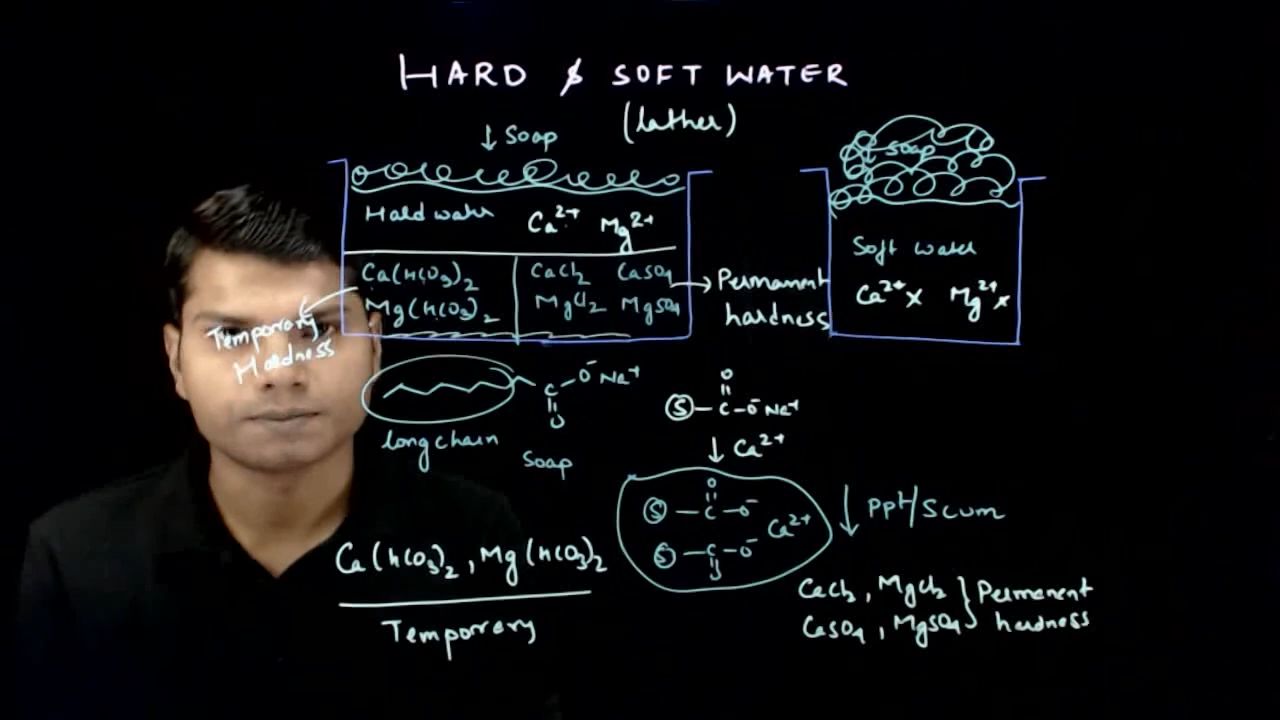 HARD & SOFT WATER
(lather)
↓ Soap
↓ Soap
Hard water Ca²⁺ Mg²⁺
Ca(HCO₃)₂ CaCl₂ CaSO₄ → Permanent
Mg(HCO₃)₂ MgCl₂ MgSO₄ hardness
Soft water
Ca²⁺ x Mg²⁺ x
Temporary
Hardness
C – O⁻ Na⁺
O
long chain
Soap
O
Ⓢ – C – O⁻ Na⁺
↓ Ca²⁺
O
Ⓢ – C – O⁻
Ca²⁺
Ⓢ – C – O⁻
O
↓ PPt/Scum
Ca(HCO₃)₂ , Mg(HCO₃)₂
Temporary
CaCl₂ , MgCl₂ } Permanent
CaSO₄ , MgSO₄ hardness